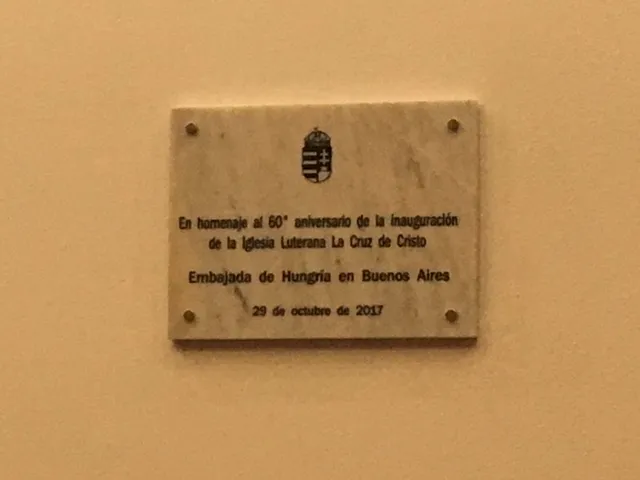 En homenaje al 60° aniversario de la inauguración
de la Iglesia Luterana La Cruz de Cristo
Embajada de Hungría en Buenos Aires
29 de octubre de 2017